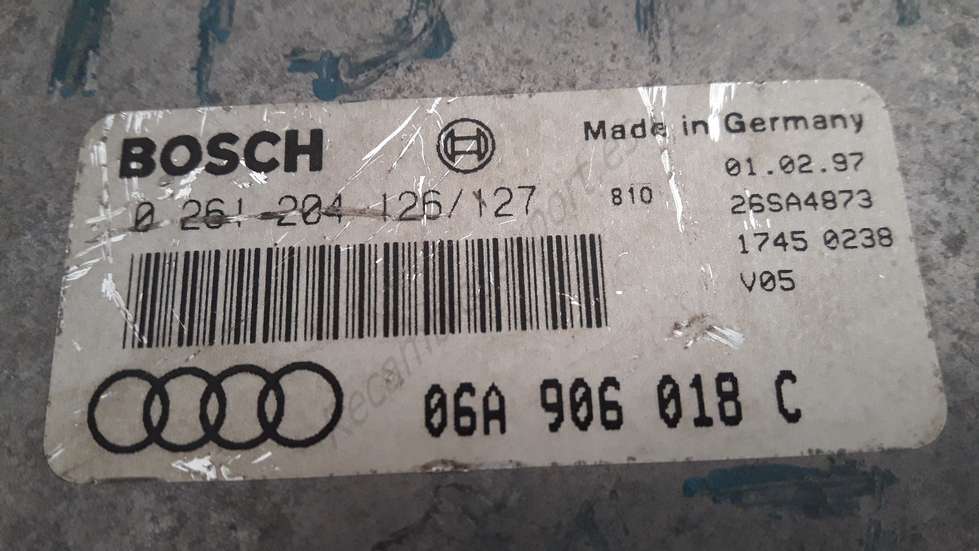 BOSCH
Made in Germany
01.02.97
0 261 204 126/127
810
26SA4873
1745 0238
V05
06A 906 018 C